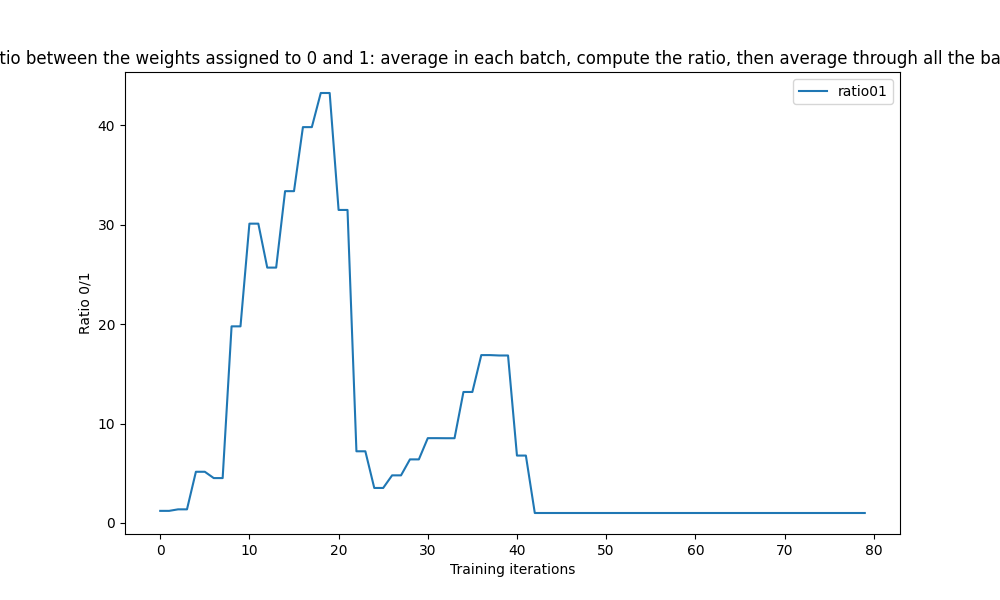 tio between the weights assigned to 0 and 1: average in each batch, compute the ratio, then average through all the ba
ratio01
40
30
20
10
0
Ratio 0/1
0 10 20 30 40 50 60 70 80
Training iterations